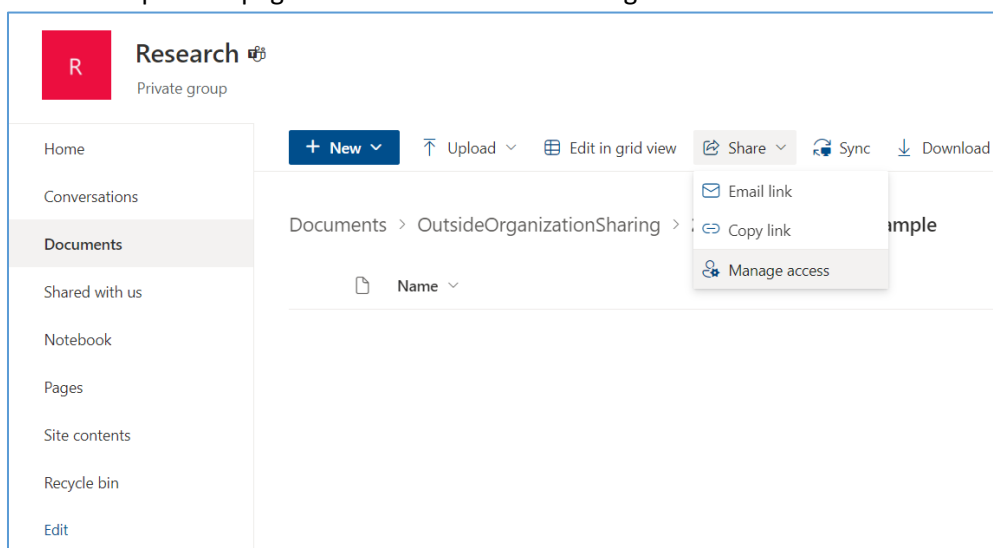 R
Research
Private group
Home
Conversations
Documents
Shared with us
Notebook
Pages
Site contents
Recycle bin
Edit
+ New Upload Edit in grid view Share Sync Download
Email link
Copy link
Manage access
Documents > OutsideOrganizationSharing >
Name